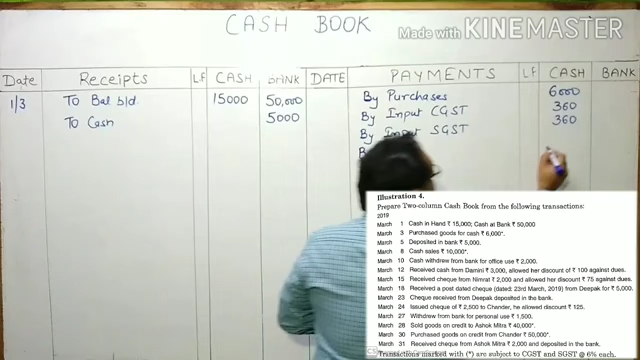 CASH BOOK
Made with KINEMASTER
Date Receipts L.F CASH BANK DATE PAYMENTS LF CASH BANK
1/3 To Bal b/d. 15000 50,000 By Purchases 6000
To Cash 5000 By Input CGST 360
By Input SGST 360
Illustration 4.
Prepare Two-column Cash Book from the following transactions:
2019
March 1 Cash in Hand ₹ 15,000; Cash at Bank ₹ 50,000
March 3 Purchased goods for cash ₹ 6,000*.
March 5 Deposited in bank ₹ 5,000.
March 8 Cash sales ₹ 10,000*.
March 10 Cash withdrew from bank for office use ₹ 2,000.
March 12 Received cash from Damini ₹ 3,000, allowed her discount of ₹ 100 against dues.
March 15 Received cheque from Nimrat ₹ 2,000 and allowed her discount ₹ 75 against dues.
March 18 Received a post dated cheque (dated: 23rd March, 2019) from Deepak for ₹ 5,000.
March 23 Cheque received from Deepak deposited in the bank.
March 24 Issued cheque of ₹ 2,500 to Chander, he allowed discount ₹ 125.
March 27 Withdrew from bank for personal use ₹ 1,500.
March 28 Sold goods on credit to Ashok Mitra ₹ 40,000*.
March 30 Purchased goods on credit from Chander ₹ 50,000*.
March 31 Received cheque from Ashok Mitra ₹ 2,000 and deposited in the bank.
Transactions marked with (*) are subject to CGST and SGST @ 6% each.